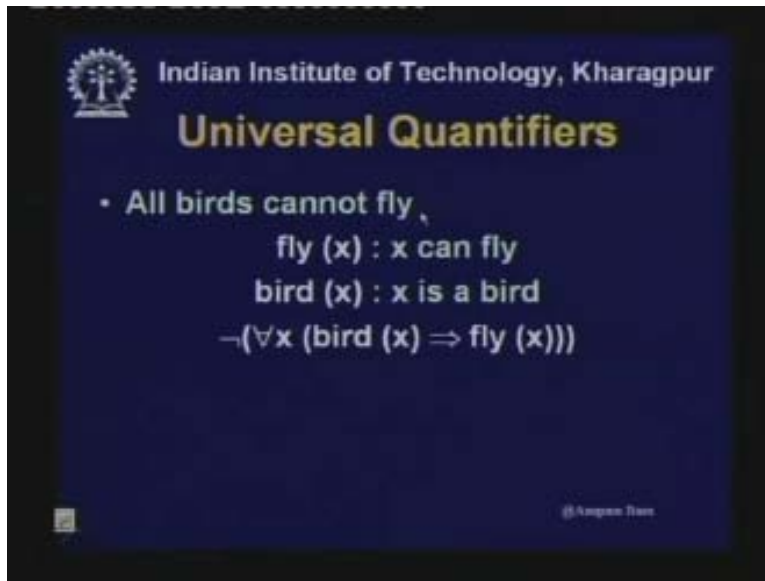 Indian Institute of Technology, Kharagpur
Universal Quantifiers
• All birds cannot fly
fly (x) : x can fly
bird (x) : x is a bird
¬(∀x (bird (x) ⇒ fly (x)))